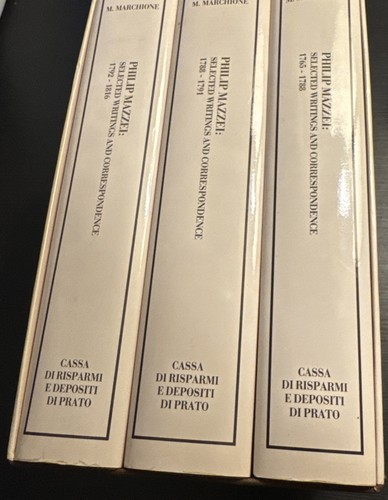 M. MARCHIONE
PHILIP MAZZEI:
SELECTED WRITINGS AND CORRESPONDENCE
1792 - 1816
CASSA
DI RISPARMI
E DEPOSITI
DI PRATO
M. MARCHIONE
PHILIP MAZZEI:
SELECTED WRITINGS AND CORRESPONDENCE
1788 - 1791
CASSA
DI RISPARMI
E DEPOSITI
DI PRATO
PHILIP MAZZEI:
SELECTED WRITINGS AND CORRESPONDENCE
1765 - 1788
CASSA
DI RISPARMI
E DEPOSITI
DI PRATO